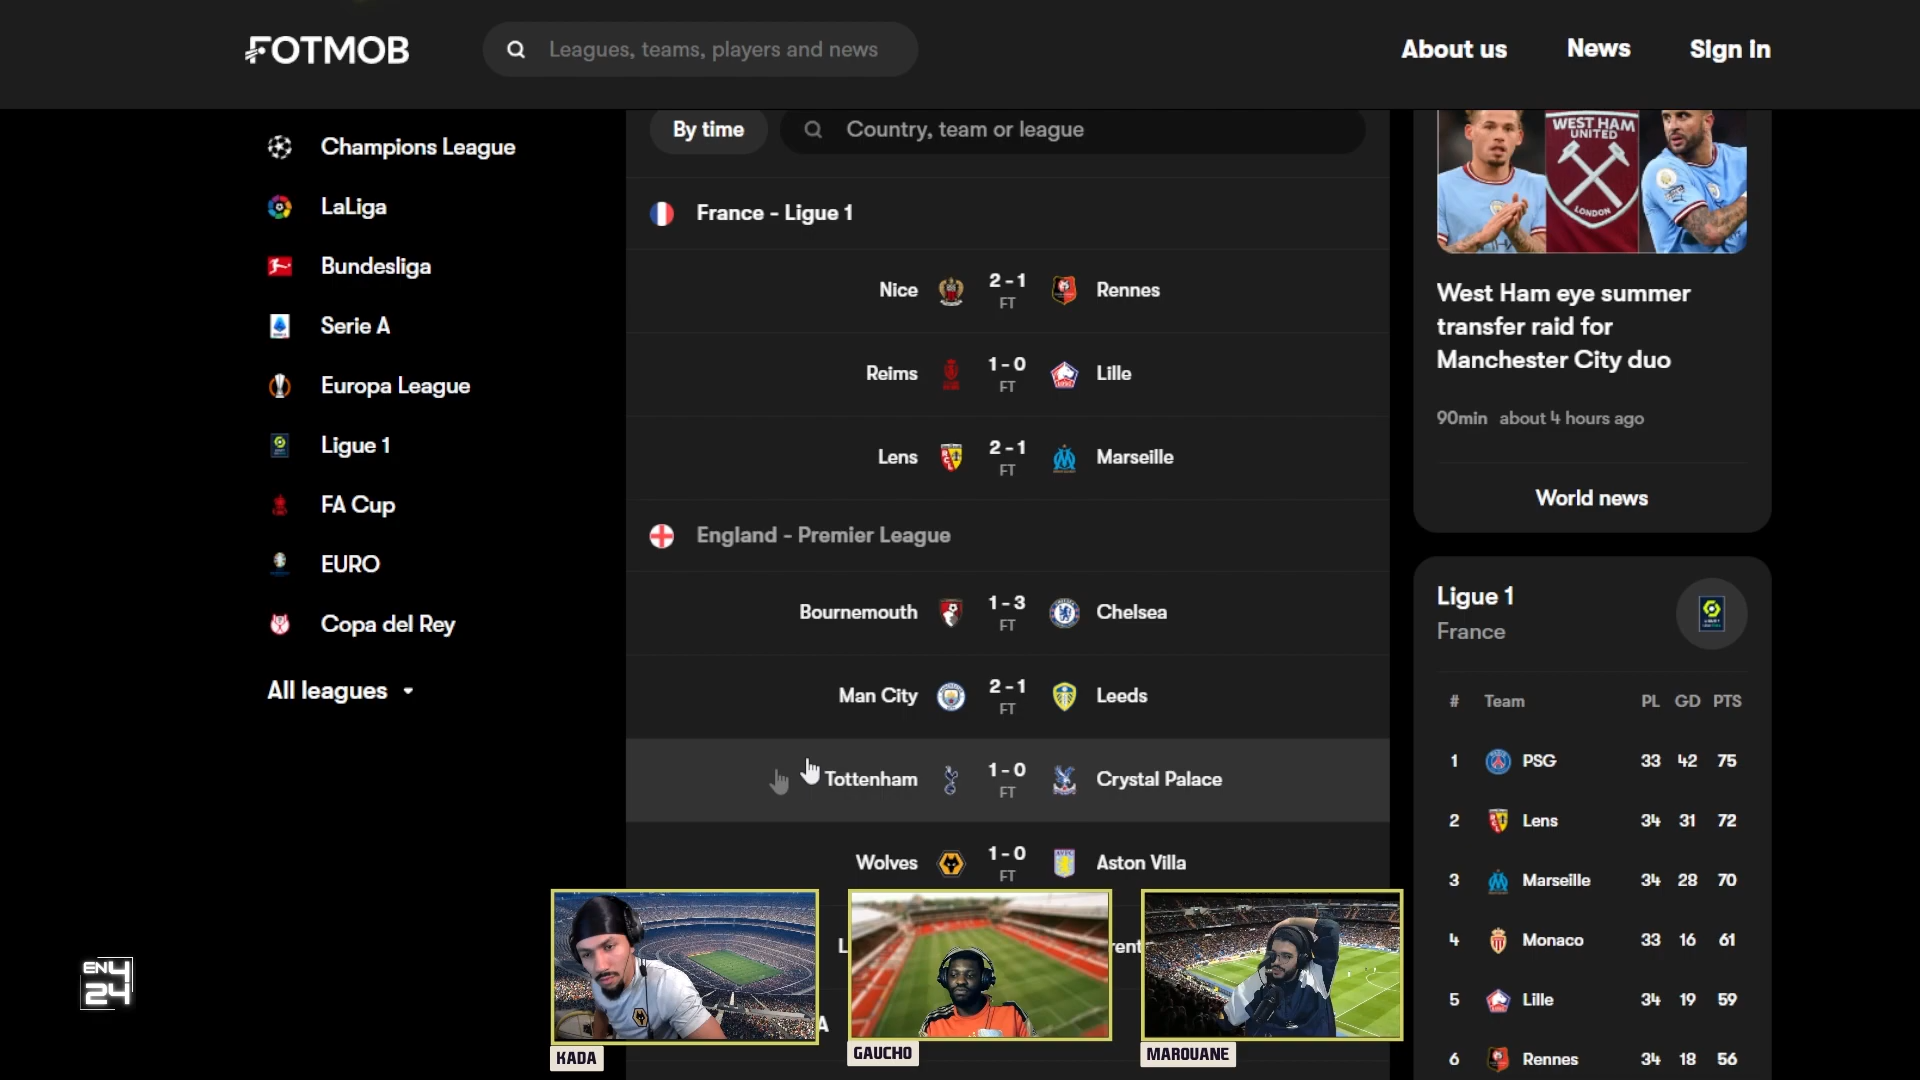 FOTMOB
Leagues, teams, players and news
About us
News
Sign in
Champions League
LaLiga
Bundesliga
Serie A
Europa League
Ligue 1
FA Cup
EURO
Copa del Rey
All leagues
By time
Country, team or league
France - Ligue 1
Nice 2 - 1 Rennes
FT
Reims 1 - 0 Lille
FT
Lens 2 - 1 Marseille
FT
England - Premier League
Bournemouth 1 - 3 Chelsea
FT
Man City 2 - 1 Leeds
FT
Tottenham 1 - 0 Crystal Palace
FT
Wolves 1 - 0 Aston Villa
FT
WEST HAM
UNITED
LONDON
West Ham eye summer
transfer raid for
Manchester City duo
90min about 4 hours ago
World news
Ligue 1
France
# Team PL GD PTS
1 PSG 33 42 75
2 Lens 34 31 72
3 Marseille 34 28 70
4 Monaco 33 16 61
5 Lille 34 19 59
6 Rennes 34 18 56
EN 4
24
KADA
GAUCHO
MAROUANE